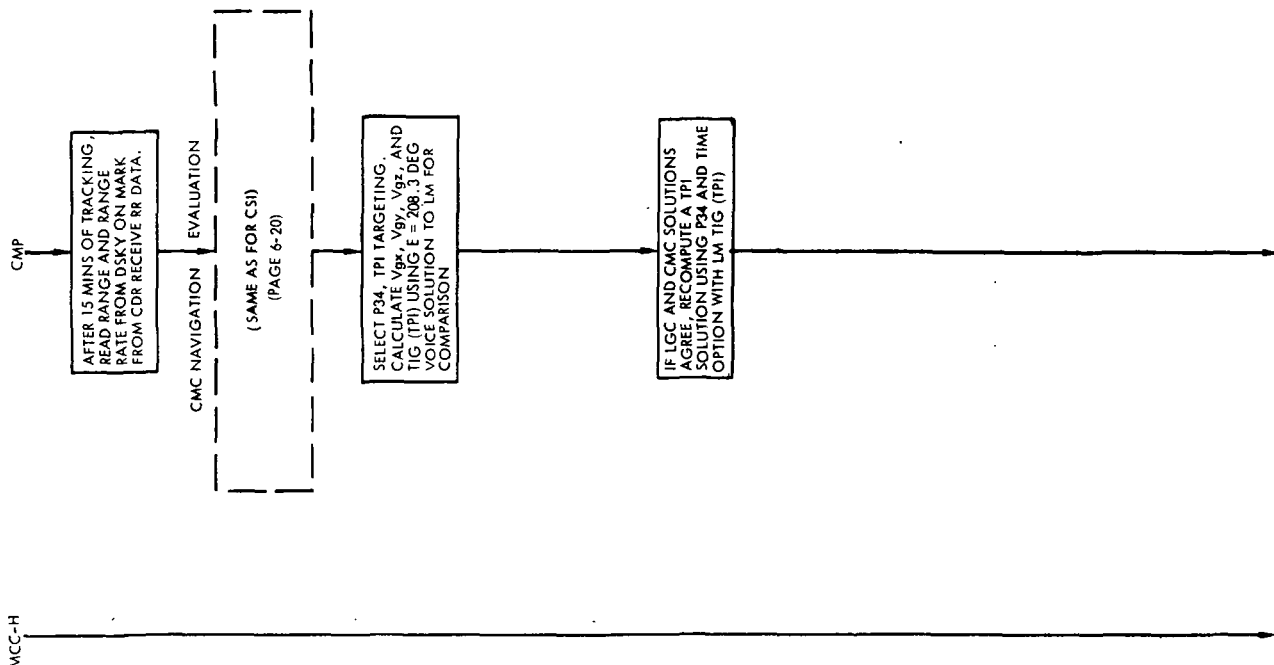 CMP
AFTER 15 MINS OF TRACKING,
READ RANGE AND RANGE
RATE FROM DSKY ON MARK
FROM CDR RECEIVE RR DATA.
CMC NAVIGATION EVALUATION
(SAME AS FOR CSI)
(PAGE 6-20)
SELECT P34, TPI TARGETING.
CALCULATE Vgx, Vgy, Vgz, AND
TIG (TPI) USING E = 208.3 DEG
VOICE SOLUTION TO LM FOR
COMPARISON
IF LGC AND CMC SOLUTIONS
AGREE, RECOMPUTE A TPI
SOLUTION USING P34 AND TIME
OPTION WITH LM TIG (TPI)
MCC-H